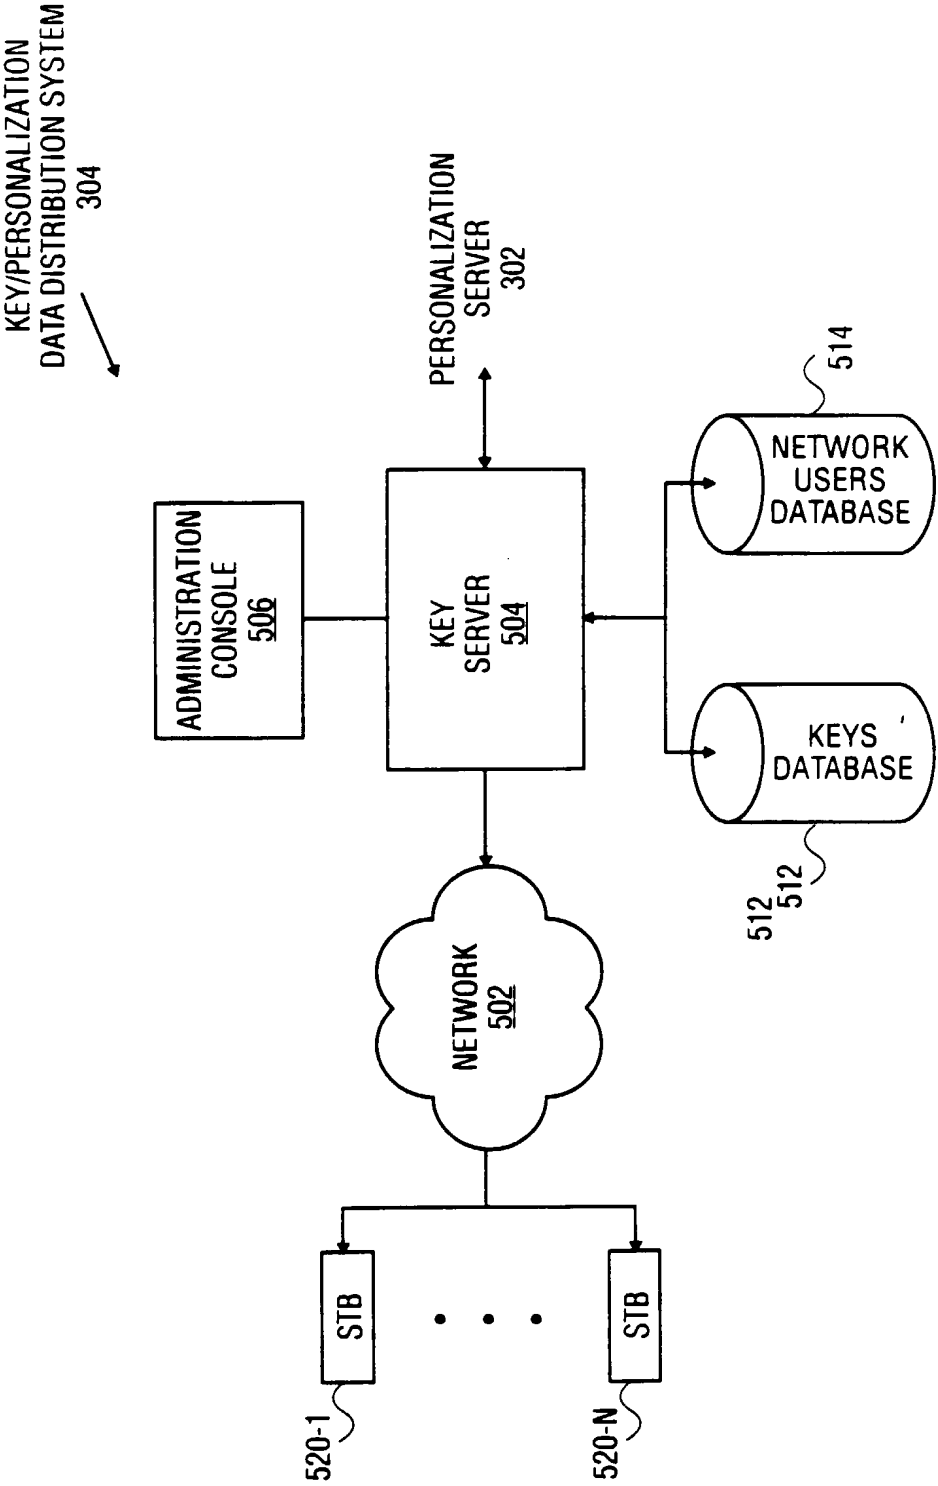 KEY/PERSONALIZATION
DATA DISTRIBUTION SYSTEM
304
ADMINISTRATION
CONSOLE
506
PERSONALIZATION
SERVER
302
KEY
SERVER
504
NETWORK
502
STB
520-1
STB
520-N
KEYS
DATABASE
512
512
NETWORK
USERS
DATABASE
514